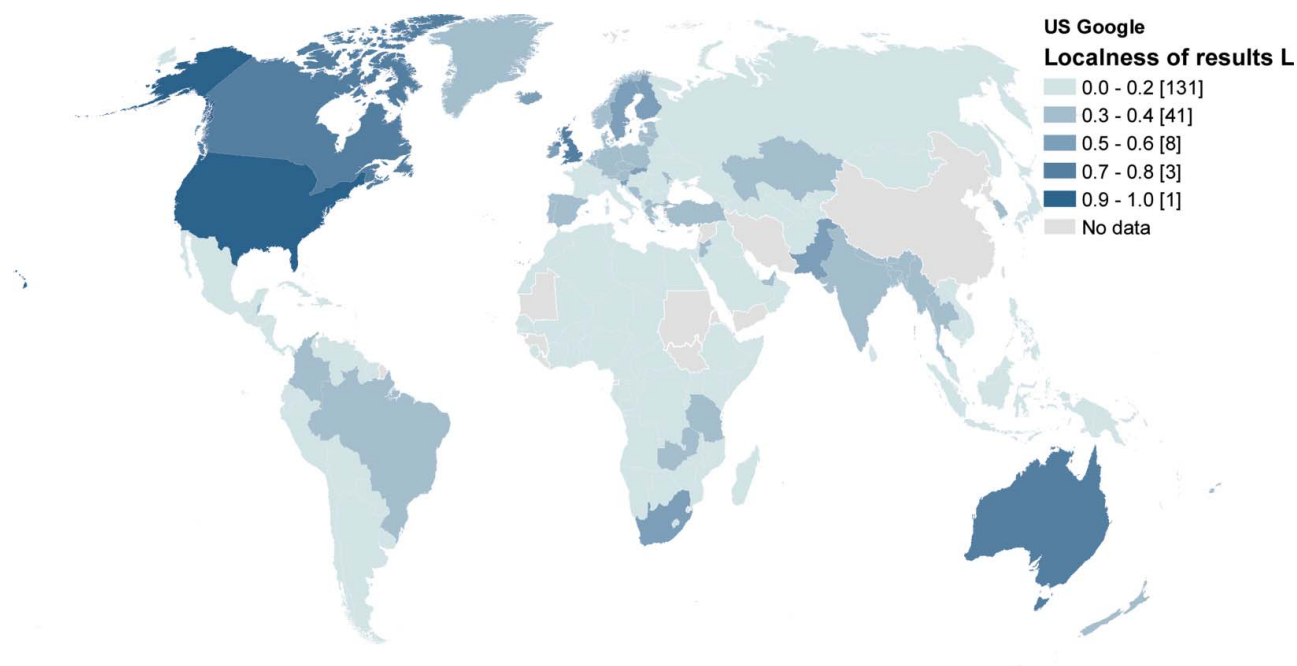 US Google
Localness of results L
0.0 - 0.2 [131]
0.3 - 0.4 [41]
0.5 - 0.6 [8]
0.7 - 0.8 [3]
0.9 - 1.0 [1]
No data